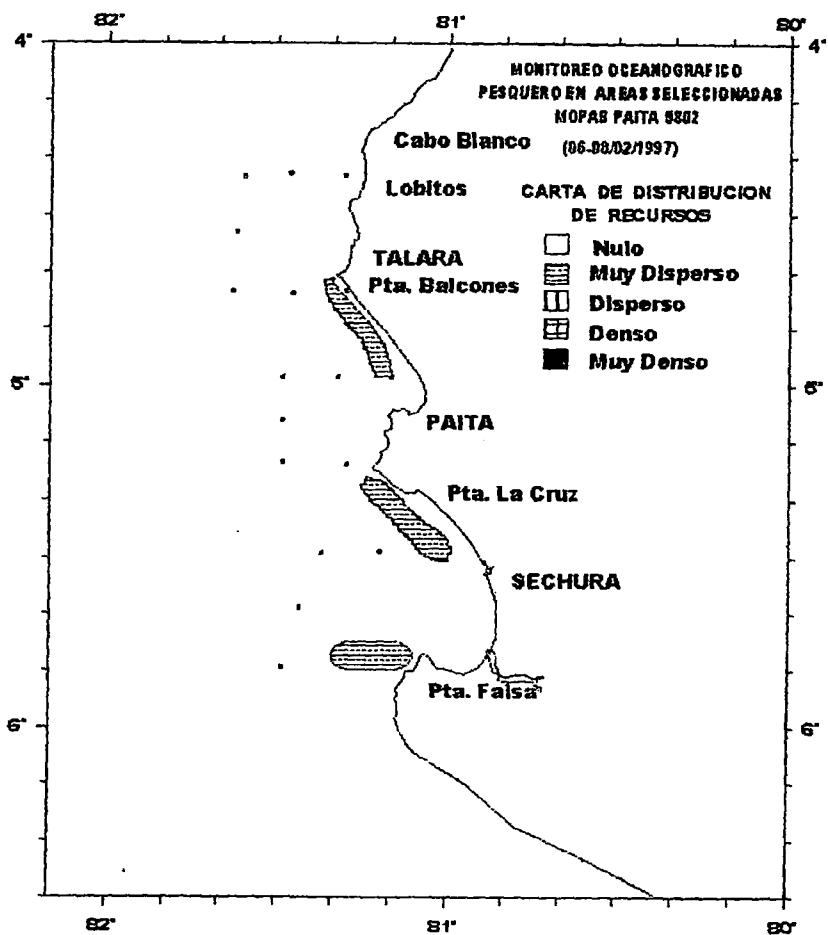 82° 81° 80°
4° 4°
MONITOREO OCEANOGRAFICO
PESQUERO EN AREAS SELECCIONADAS
MOPAS PAITA 9802
(06-08/02/1997)
Cabo Blanco
Lobitos
CARTA DE DISTRIBUCION
DE RECURSOS
Nulo
TALARA
Muy Disperso
Pta. Balcones
Disperso
Denso
Muy Denso
5° 5°
PAITA
Pta. La Cruz
SECHURA
Pta. Falsa
6° 6°
82° 81° 80°